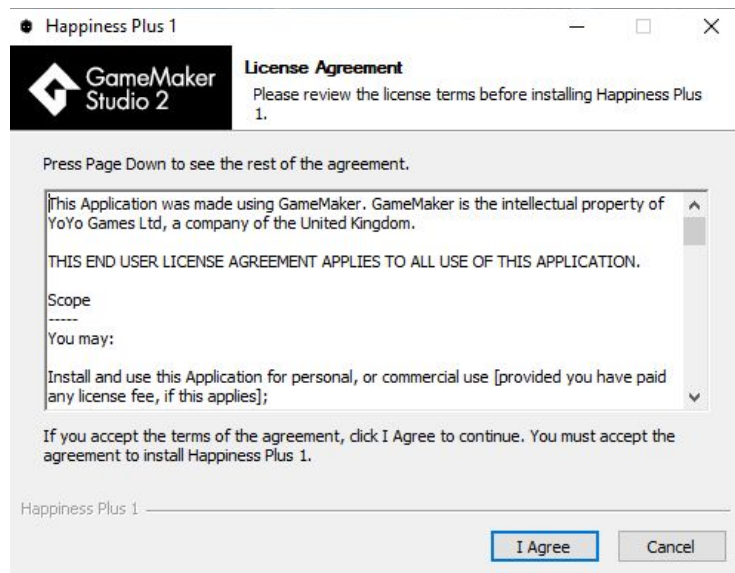 Happiness Plus 1
GameMaker
Studio 2
License Agreement
Please review the license terms before installing Happiness Plus
1.
Press Page Down to see the rest of the agreement.
This Application was made using GameMaker. GameMaker is the intellectual property of
YoYo Games Ltd, a company of the United Kingdom.
THIS END USER LICENSE AGREEMENT APPLIES TO ALL USE OF THIS APPLICATION.
Scope
-----
You may:
Install and use this Application for personal, or commercial use [provided you have paid
any license fee, if this applies];
If you accept the terms of the agreement, click I Agree to continue. You must accept the
agreement to install Happiness Plus 1.
Happiness Plus 1
I Agree
Cancel